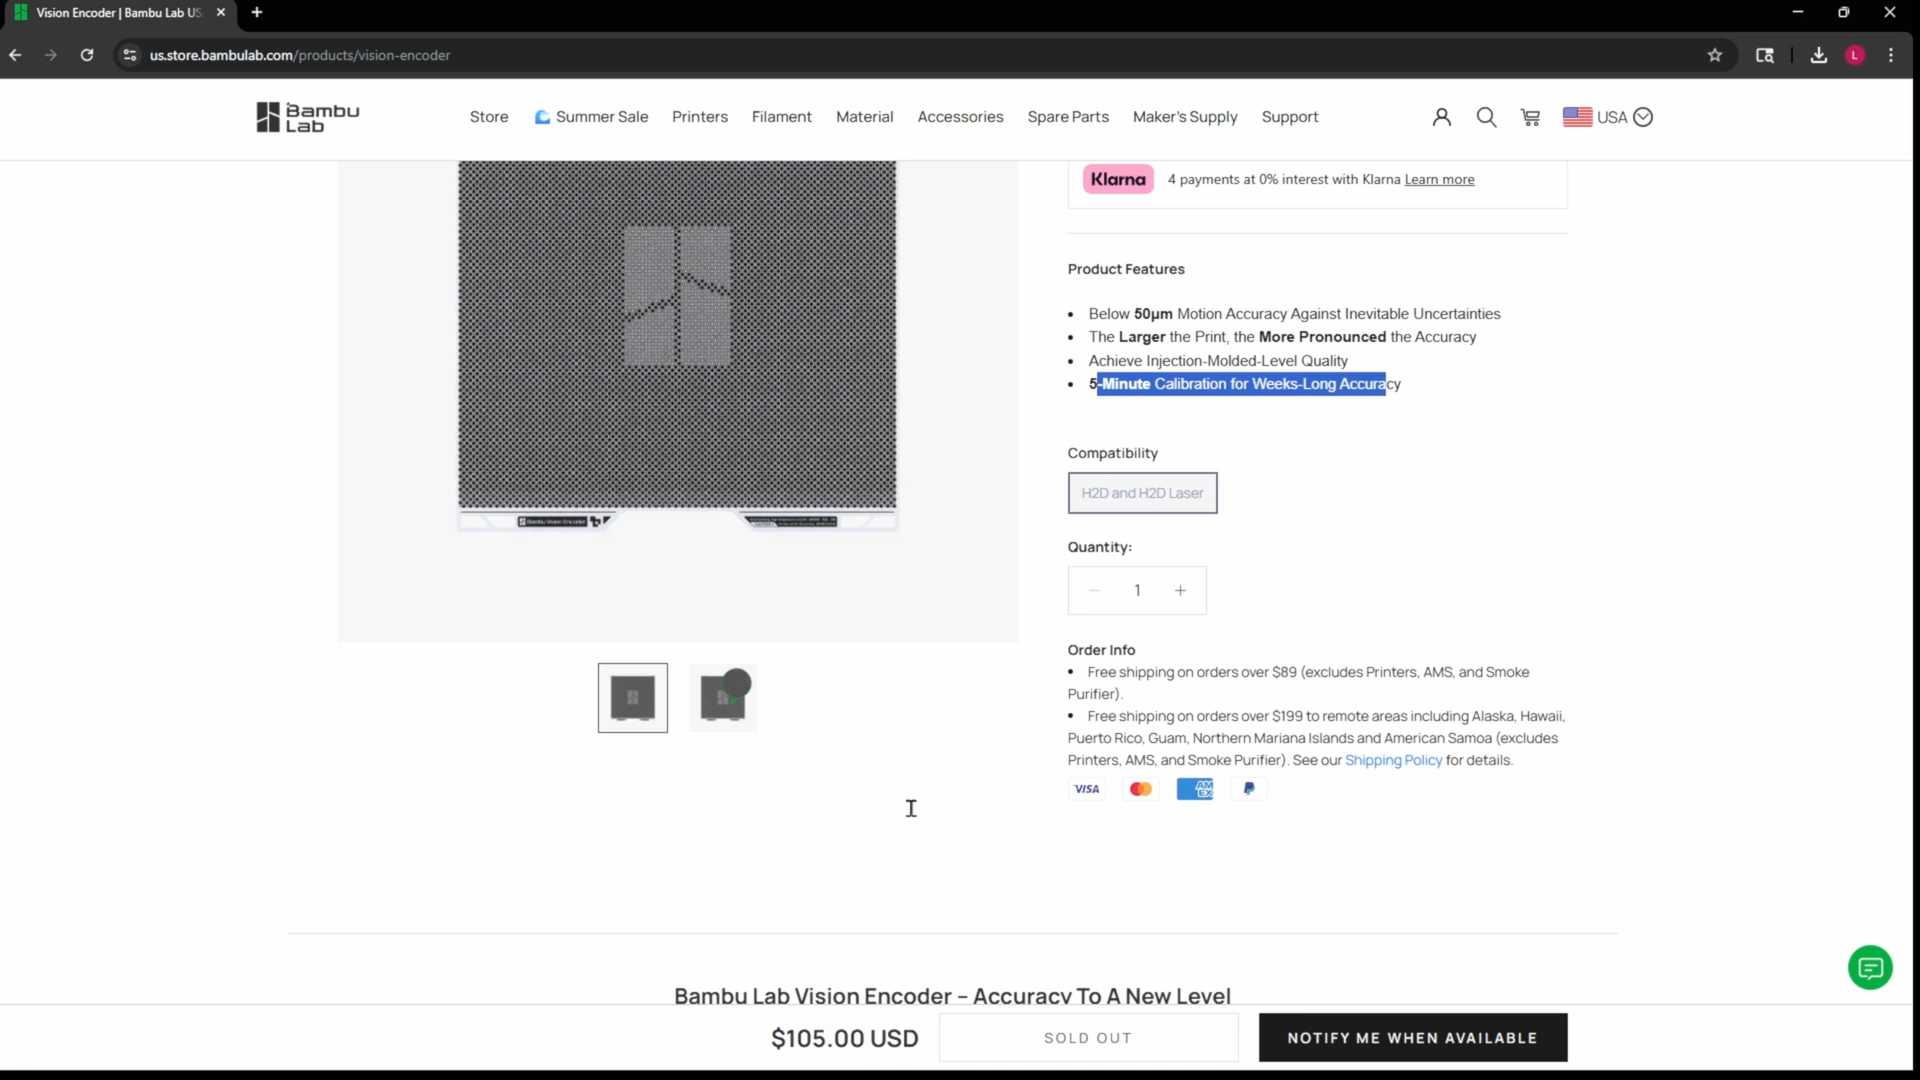 Vision Encoder | Bambu Lab US
us.store.bambulab.com/products/vision-encoder
L
Bambu
Lab
Store
Summer Sale
Printers
Filament
Material
Accessories
Spare Parts
Maker's Supply
Support
USA
Klarna
4 payments at 0% interest with Klarna Learn more
Product Features
Below 50μm Motion Accuracy Against Inevitable Uncertainties
The Larger the Print, the More Pronounced the Accuracy
Achieve Injection-Molded-Level Quality
5-Minute Calibration for Weeks-Long Accuracy
Bambu Vision Encoder
Compatibility
H2D and H2D Laser
Quantity:
1
Order Info
Free shipping on orders over $89 (excludes Printers, AMS, and Smoke
Purifier).
Free shipping on orders over $199 to remote areas including Alaska, Hawaii,
Puerto Rico, Guam, Northern Mariana Islands and American Samoa (excludes
Printers, AMS, and Smoke Purifier). See our Shipping Policy for details.
VISA
AM
EX
Bambu Lab Vision Encoder – Accuracy To A New Level
$105.00 USD
SOLD OUT
NOTIFY ME WHEN AVAILABLE